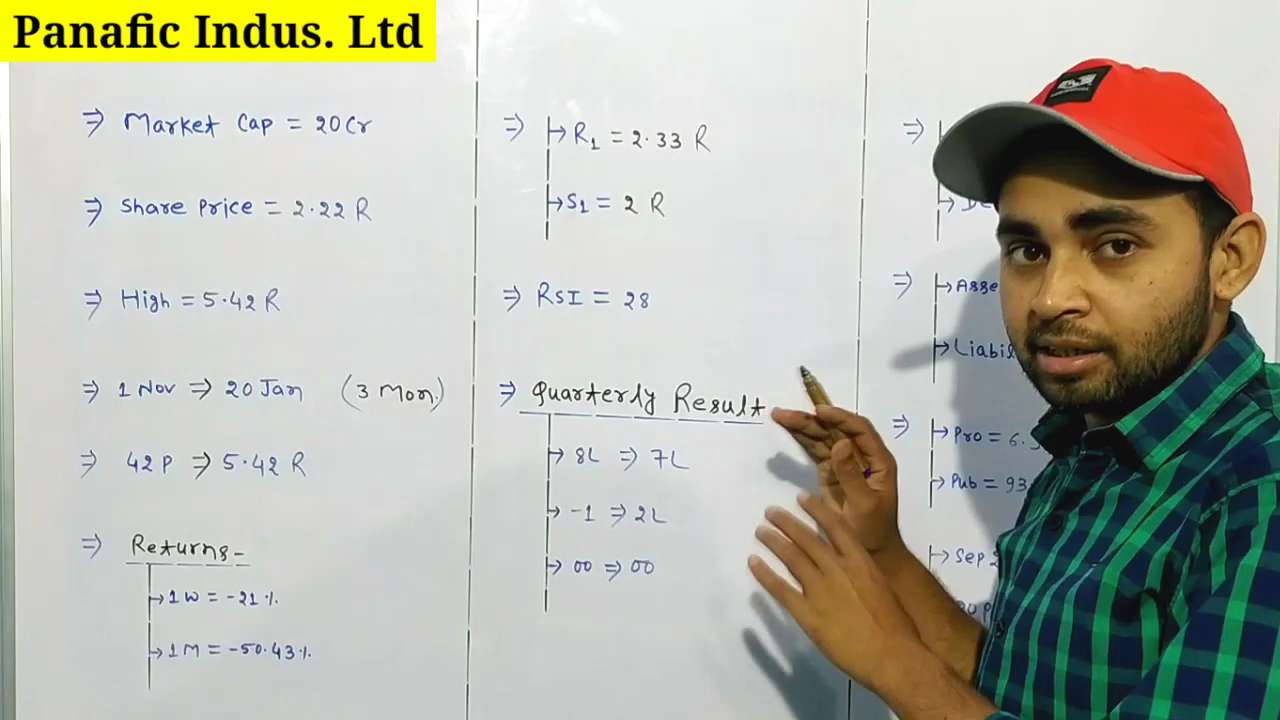 Panafic Indus. Ltd
⇒ Market Cap = 20Cr
⇒ Share Price = 2.22 R
⇒ High = 5.42 R
⇒ 1 Nov ⇒ 20 Jan (3 Mon.)
⇒ 42 P ⇒ 5.42 R
⇒ Returns -
→ 1 W = -21 %.
→ 1 M = -50.43 %.
⇒ → R1 = 2.33 R
→ S1 = 2 R
⇒ RSI = 28
⇒ Quarterly Result
→ 8L ⇒ 7L
→ -1 ⇒ 2L
→ 00 ⇒ 00
⇒
→ Asse
→ Liabis
⇒ → Pro = 6.
→ Pub = 93
→ Sep